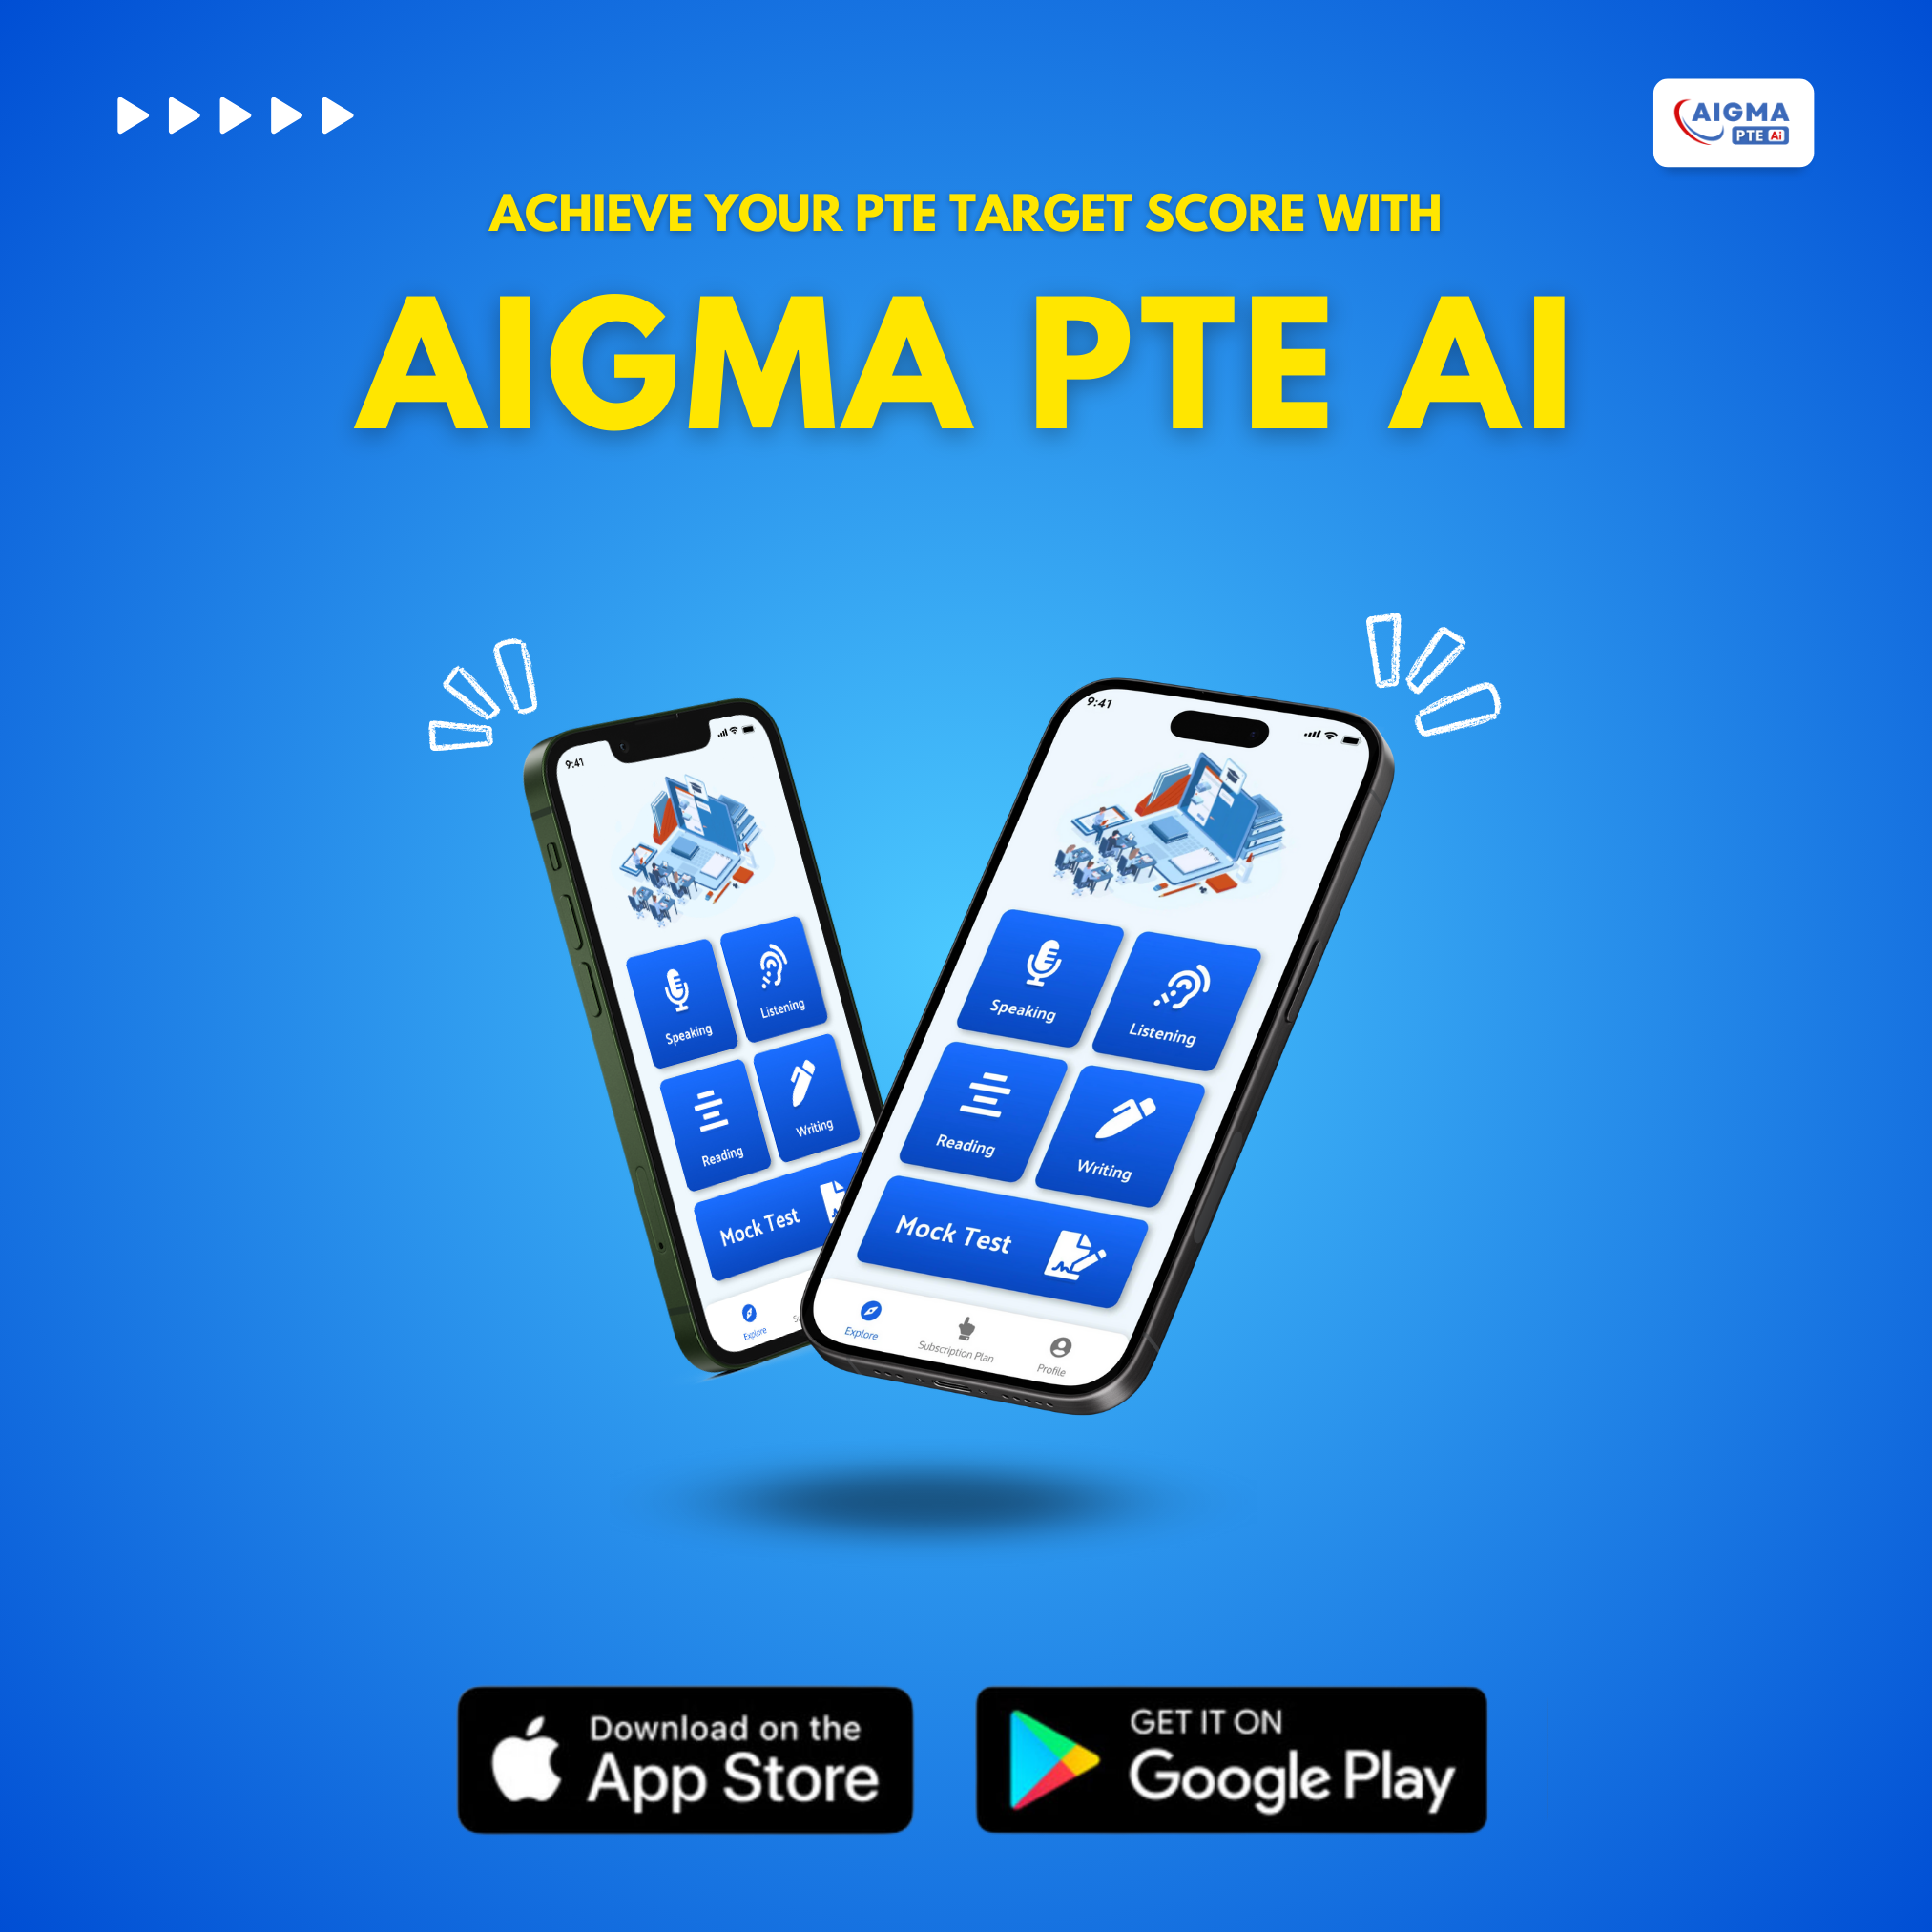 AIGMA
PTE Ai
ACHIEVE YOUR PTE TARGET SCORE WITH
AIGMA PTE AI
9:41
Speaking
Listening
Reading
Writing
Mock Test
Explore
9:41
Speaking
Listening
Reading
Writing
Mock Test
Explore
Subscription Plan
Profile
Download on the
App Store
GET IT ON
Google Play